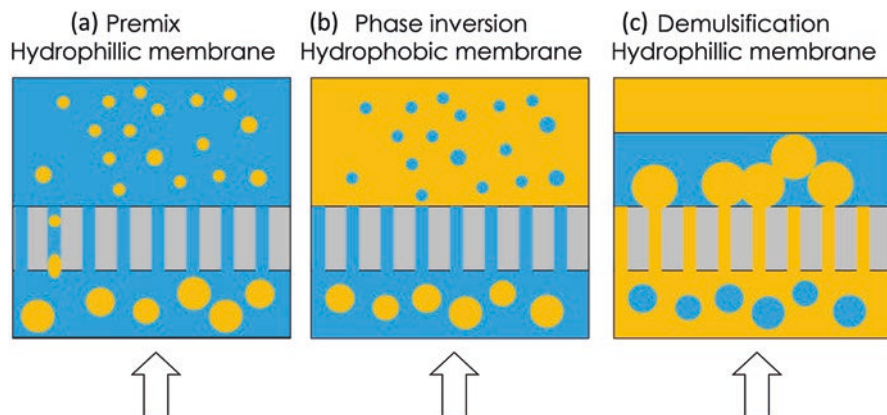 (a) Premix
Hydrophillic membrane
(b) Phase inversion
Hydrophobic membrane
(c) Demulsification
Hydrophillic membrane